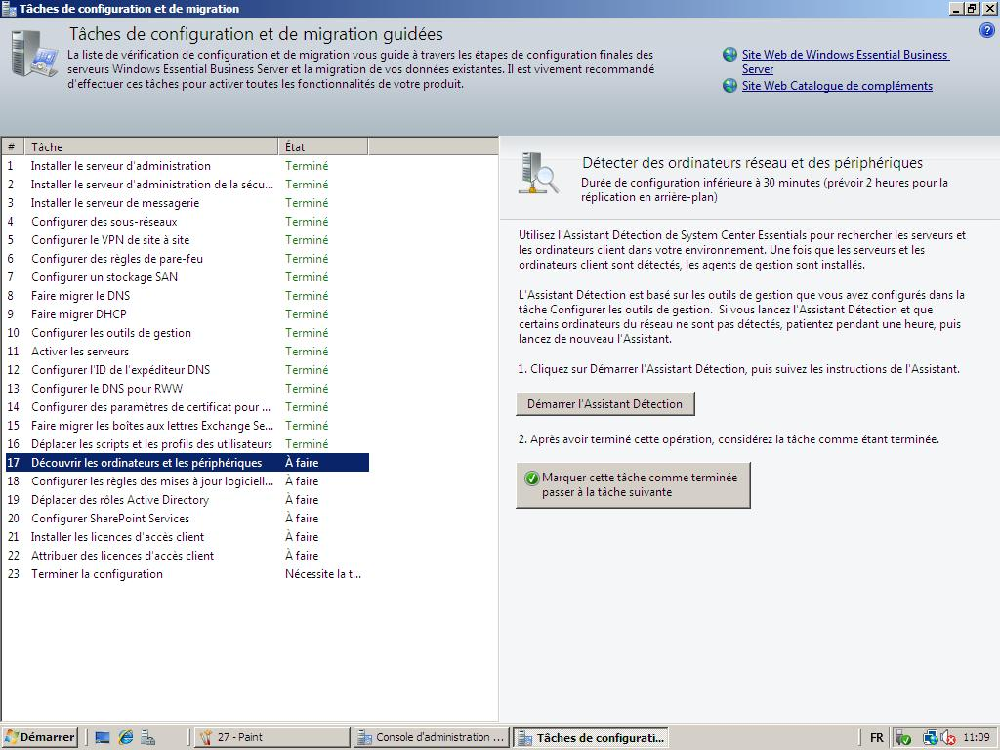 Tâches de configuration et de migration
Tâches de configuration et de migration guidées
La liste de vérification de configuration et de migration vous guide à travers les étapes de configuration finales des
serveurs Windows Essential Business Server et la migration de vos données existantes. Il est vivement recommandé
d'effectuer ces tâches pour activer toutes les fonctionnalités de votre produit.
Site Web de Windows Essential Business
Server
Site Web Catalogue de compléments
# Tâche État
1 Installer le serveur d'administration Terminé
2 Installer le serveur d'administration de la sécu... Terminé
3 Installer le serveur de messagerie Terminé
4 Configurer des sous-réseaux Terminé
5 Configurer le VPN de site à site Terminé
6 Configurer des règles de pare-feu Terminé
7 Configurer un stockage SAN Terminé
8 Faire migrer le DNS Terminé
9 Faire migrer DHCP Terminé
10 Configurer les outils de gestion Terminé
11 Activer les serveurs Terminé
12 Configurer l'ID de l'expéditeur DNS Terminé
13 Configurer le DNS pour RWW Terminé
14 Configurer des paramètres de certificat pour ... Terminé
15 Faire migrer les boîtes aux lettres Exchange Se... Terminé
16 Déplacer les scripts et les profils des utilisateurs Terminé
17 Découvrir les ordinateurs et les périphériques À faire
18 Configurer les règles des mises à jour logiciell... À faire
19 Déplacer des rôles Active Directory À faire
20 Configurer SharePoint Services À faire
21 Installer les licences d'accès client À faire
22 Attribuer des licences d'accès client À faire
23 Terminer la configuration Nécessite la t...
Détecter des ordinateurs réseau et des périphériques
Durée de configuration inférieure à 30 minutes (prévoir 2 heures pour la
réplication en arrière-plan)
Utilisez l'Assistant Détection de System Center Essentials pour rechercher les serveurs et
les ordinateurs client dans votre environnement. Une fois que les serveurs et les
ordinateurs client sont détectés, les agents de gestion sont installés.
L'Assistant Détection est basé sur les outils de gestion que vous avez configurés dans la
tâche Configurer les outils de gestion. Si vous lancez l'Assistant Détection et que
certains ordinateurs du réseau ne sont pas détectés, patientez pendant une heure, puis
lancez de nouveau l'Assistant.
1. Cliquez sur Démarrer l'Assistant Détection, puis suivez les instructions de l'Assistant.
Démarrer l'Assistant Détection
2. Après avoir terminé cette opération, considérez la tâche comme étant terminée.
Marquer cette tâche comme terminée
passer à la tâche suivante
Démarrer
27 - Paint
Console d'administration ...
Tâches de configurati...
FR
11:09